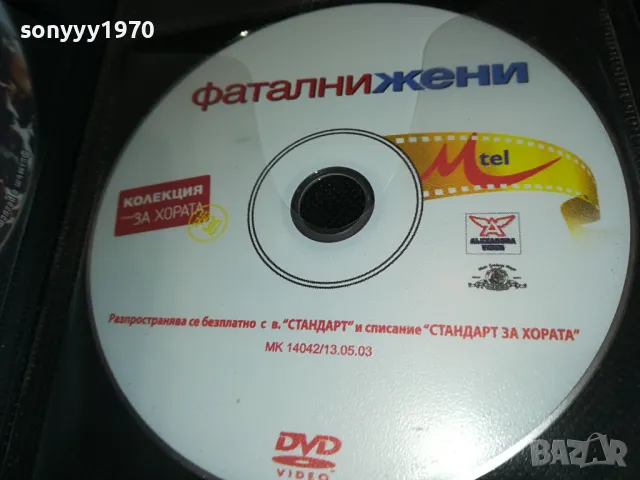 sonyyy1970
ФАТАЛНИЖЕНИ
Mtel
КОЛЕКЦИЯ
ЗА ХОРАТА
ALEXANDRA
VIDEO
Разпространява се безплатно с в. "СТАНДАРТ" и списание "СТАНДАРТ ЗА ХОРАТА"
МК 14042/13.05.03
DVD
VIDEO
BAZAR